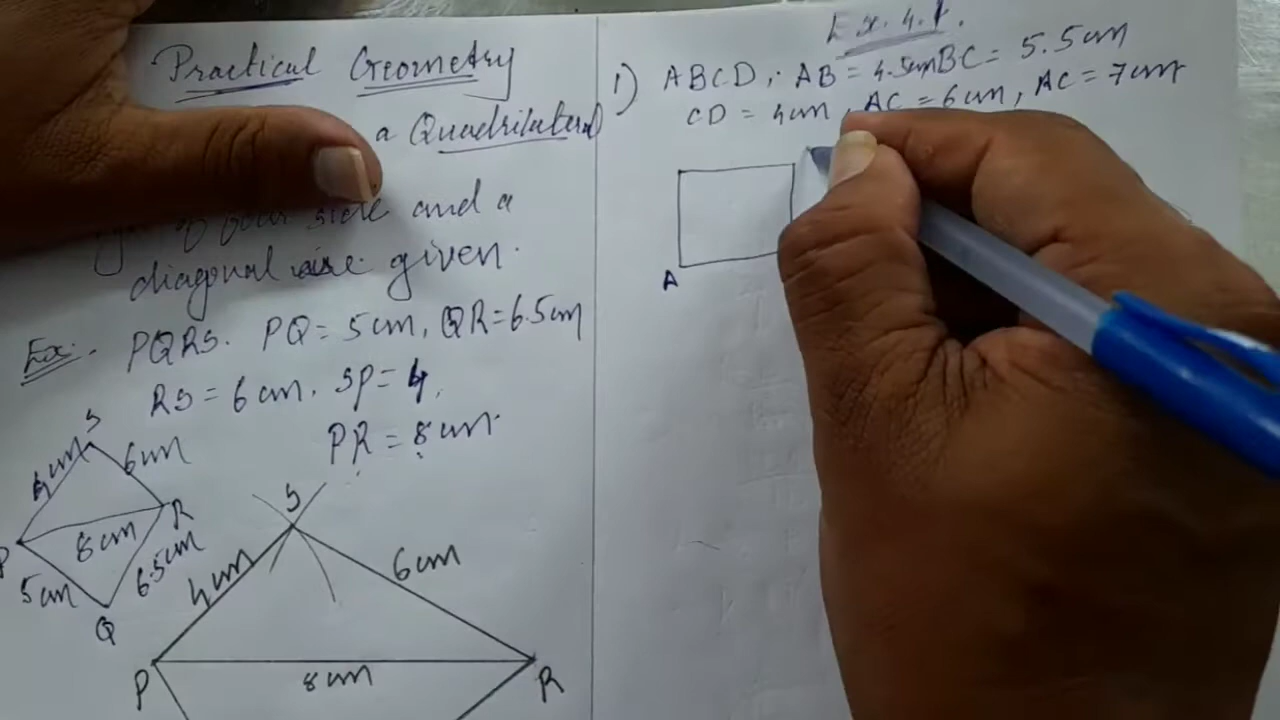 Practical Geometry
a Quadrilateral
side and a
diagonal are given.
Ex. PQRS. PQ = 5cm, QR = 6.5cm
RS = 6cm. SP = 4,
PR = 8cm.
S
4cm 6cm
P 8cm R
5cm 6.5cm
Q
S
4cm 6cm
P 8cm R
Ex. 4.1.
1) ABCD, AB = 4.5cm BC = 5.5cm
CD = 4cm, AC = 6cm, AC = 7cm
A